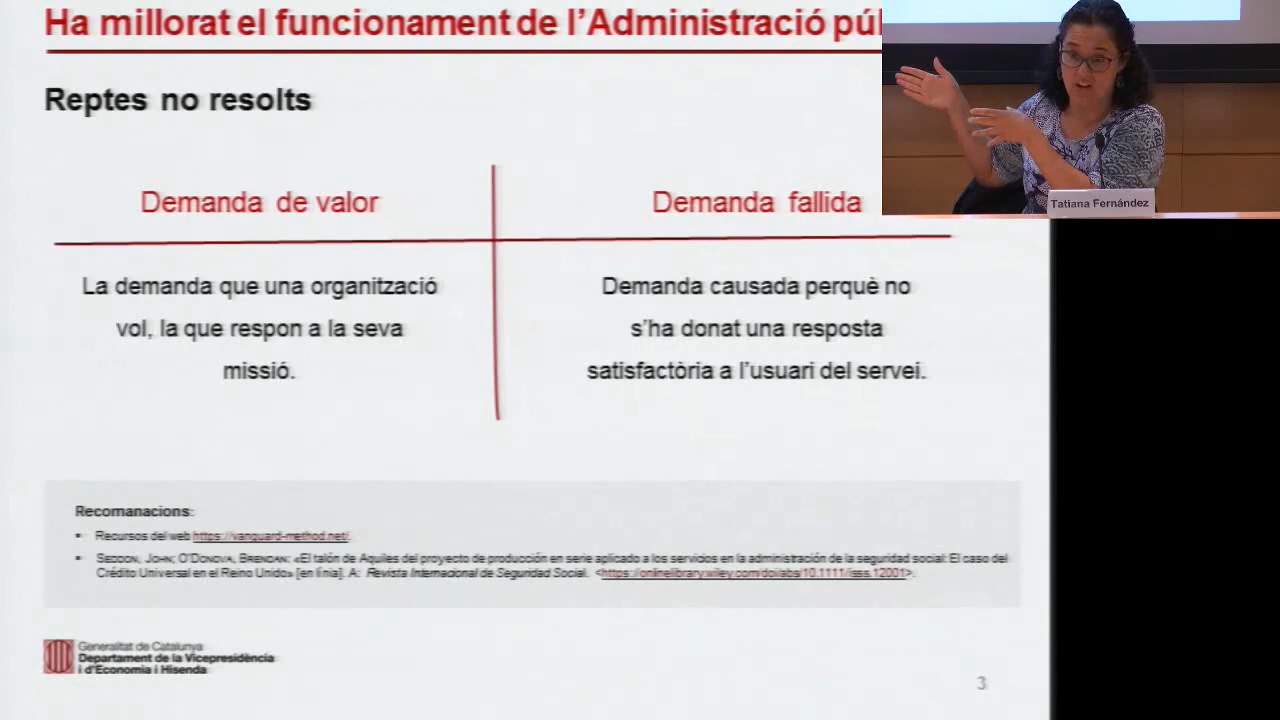 Ha millorat el funcionament de l'Administració púl
Reptes no resolts
Demanda de valor
Demanda fallida
La demanda que una organització
vol, la que respon a la seva
missió.
Demanda causada perquè no
s'ha donat una resposta
satisfactòria a l'usuari del servei.
Tatiana Fernández
Recomanacions:
• Recursos del web https://vanguard-method.net/.
• SEDDON, JOHN; O'DONOVA, BRENDAN: «El talón de Aquiles del proyecto de producción en serie aplicado a los servicios en la administración de la seguridad social: El caso del
Crédito Universal en el Reino Unido» [en línia]. A: Revista Internacional de Seguridad Social. <https://onlinelibrary.wiley.com/doi/abs/10.1111/isss.12001>.
Generalitat de Catalunya
Departament de la Vicepresidència
i d'Economia i Hisenda
3